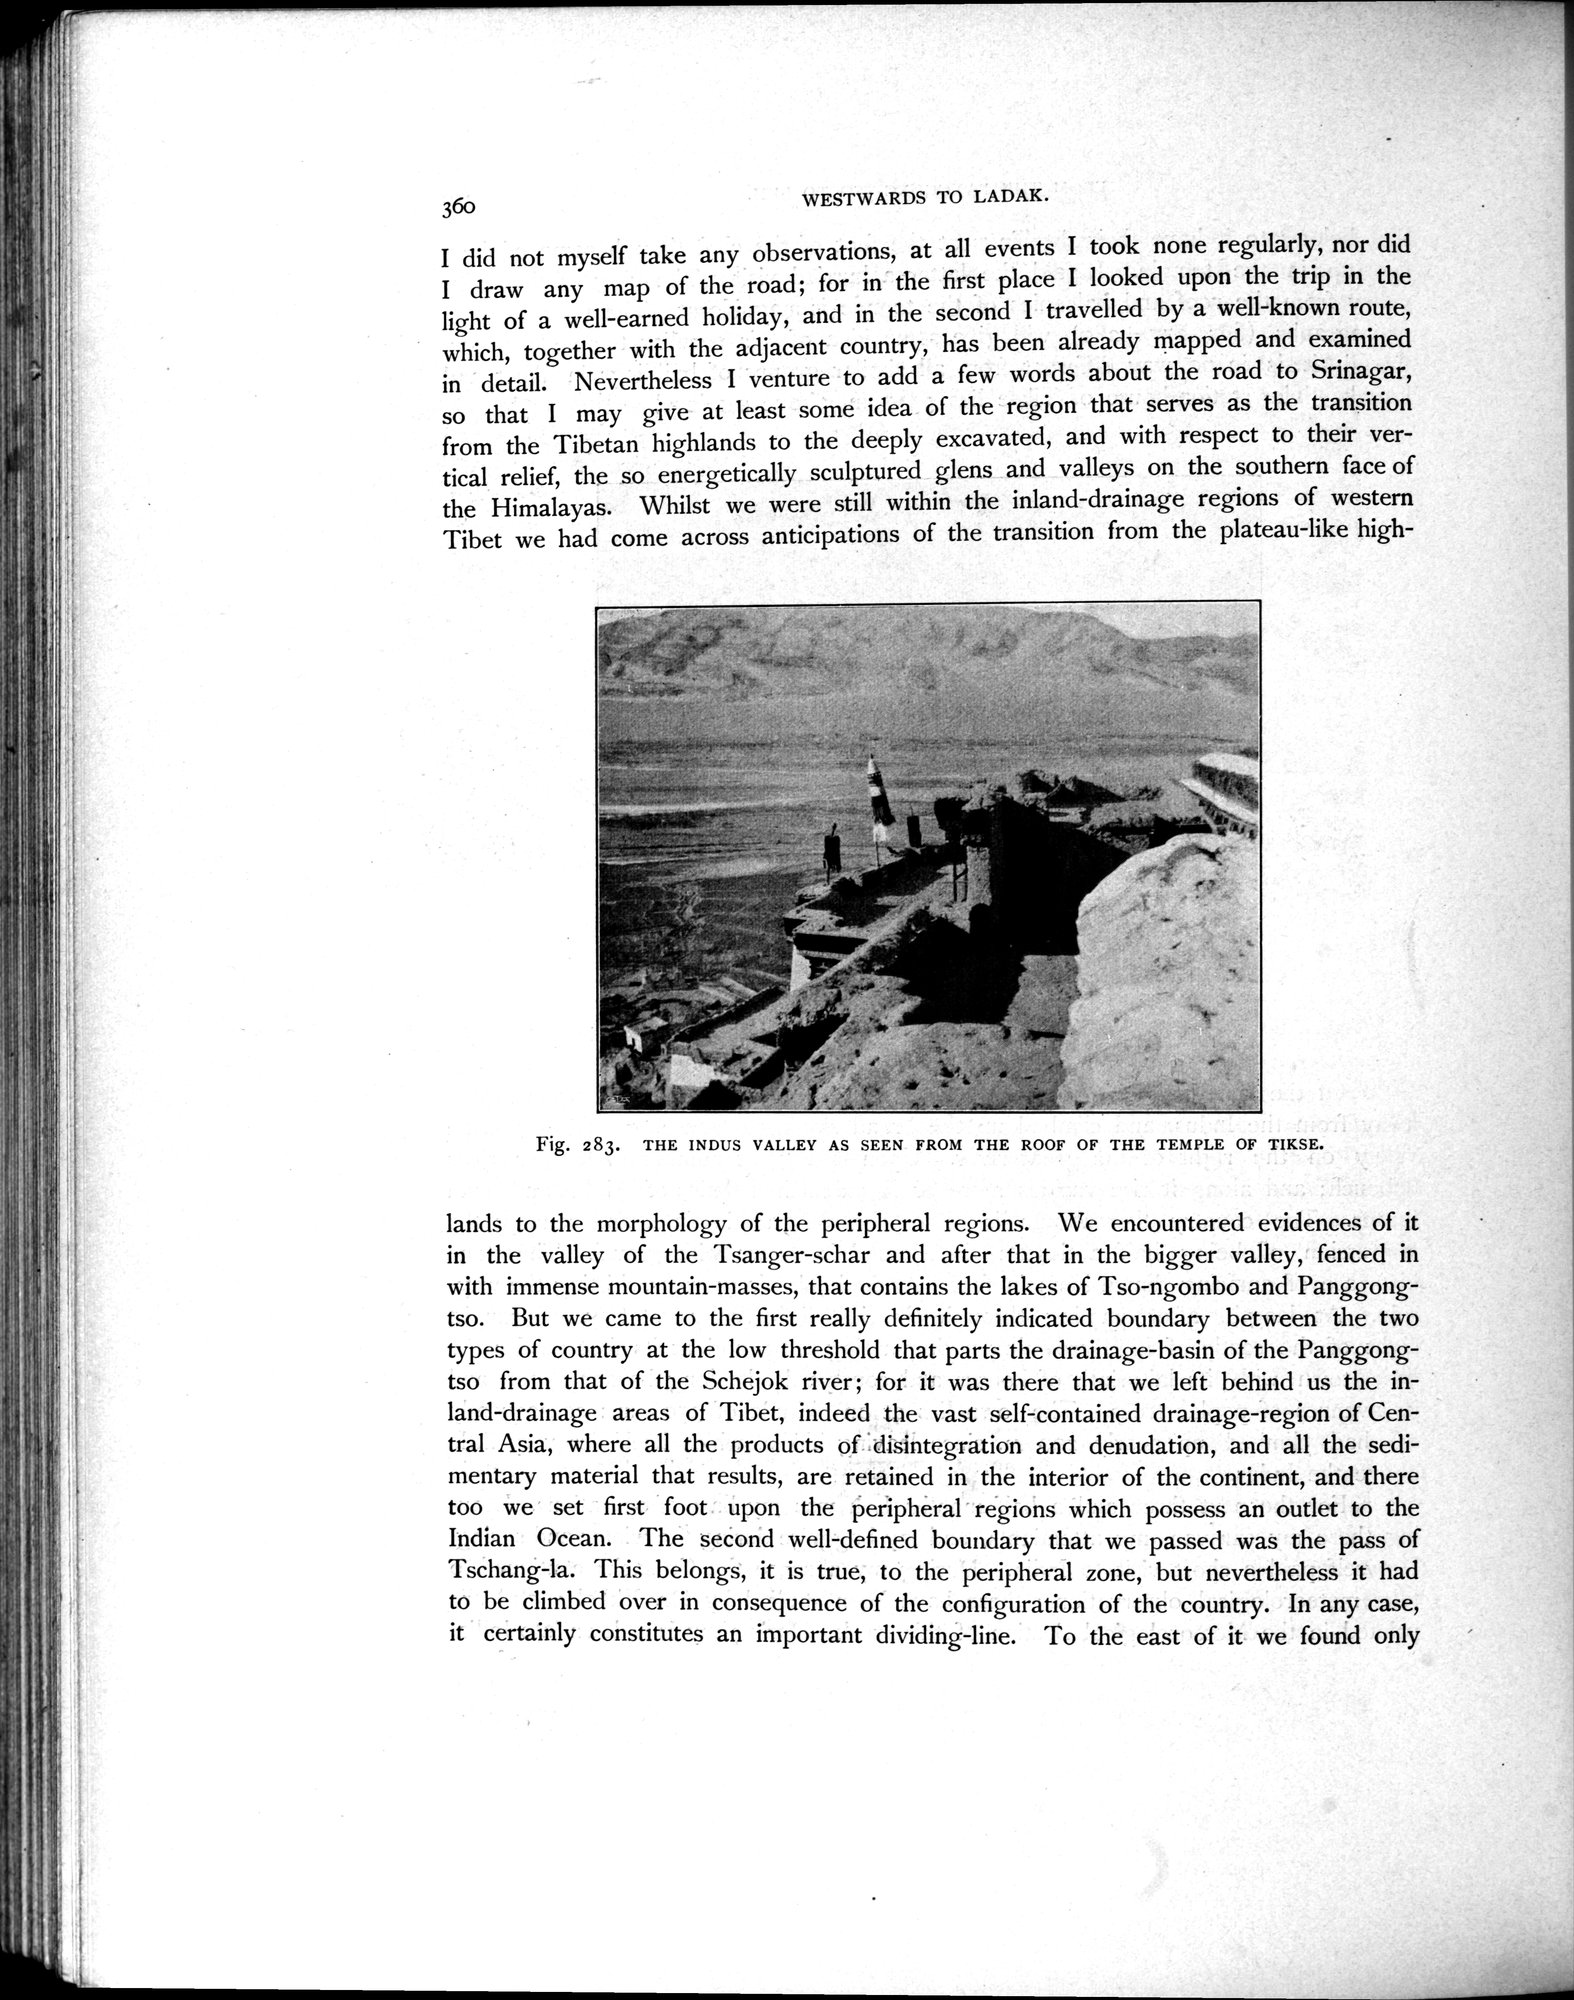 360
WESTWARDS TO LADAK.
I did not myself take any observations, at all events I took none regularly, nor did
I draw any map of the road; for in the first place I looked upon the trip in the
light of a well-earned holiday, and in the second I travelled by a well-known route,
which, together with the adjacent country, has been already mapped and examined
in detail. Nevertheless I venture to add a few words about the road to Srinagar,
so that I may give at least some idea of the region that serves as the transition
from the Tibetan highlands to the deeply excavated, and with respect to their ver-
tical relief, the so energetically sculptured glens and valleys on the southern face of
the Himalayas. Whilst we were still within the inland-drainage regions of western
Tibet we had come across anticipations of the transition from the plateau-like high-
Fig. 283. THE INDUS VALLEY AS SEEN FROM THE ROOF OF THE TEMPLE OF TIKSE.
lands to the morphology of the peripheral regions. We encountered evidences of it
in the valley of the Tsanger-schar and after that in the bigger valley, fenced in
with immense mountain-masses, that contains the lakes of Tso-ngombo and Panggong-
tso. But we came to the first really definitely indicated boundary between the two
types of country at the low threshold that parts the drainage-basin of the Panggong-
tso from that of the Schejok river; for it was there that we left behind us the in-
land-drainage areas of Tibet, indeed the vast self-contained drainage-region of Cen-
tral Asia, where all the products of disintegration and denudation, and all the sedi-
mentary material that results, are retained in the interior of the continent, and there
too we set first foot upon the peripheral regions which possess an outlet to the
Indian Ocean. The second well-defined boundary that we passed was the pass of
Tschang-la. This belongs, it is true, to the peripheral zone, but nevertheless it had
to be climbed over in consequence of the configuration of the country. In any case,
it certainly constitutes an important dividing-line. To the east of it we found only